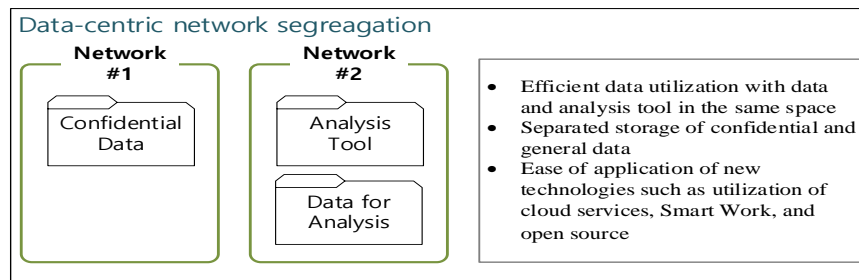 Data-centric network segreagation
Network
#1
Confidential
Data
Network
#2
Analysis
Tool
Data for
Analysis
• Efficient data utilization with data
and analysis tool in the same space
• Separated storage of confidential and
general data
• Ease of application of new
technologies such as utilization of
cloud services, Smart Work, and
open source